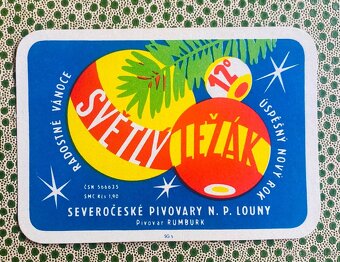 RADOSTNÉ VÁNOCE
SVĚTLÝ
12°
LEŽÁK
ÚSPĚŠNÝ NOVÝ ROK
ČSN 566635
SMC Kčs 1,90
SEVEROČESKÉ PIVOVARY N. P. LOUNY
Pivovar RUMBURK